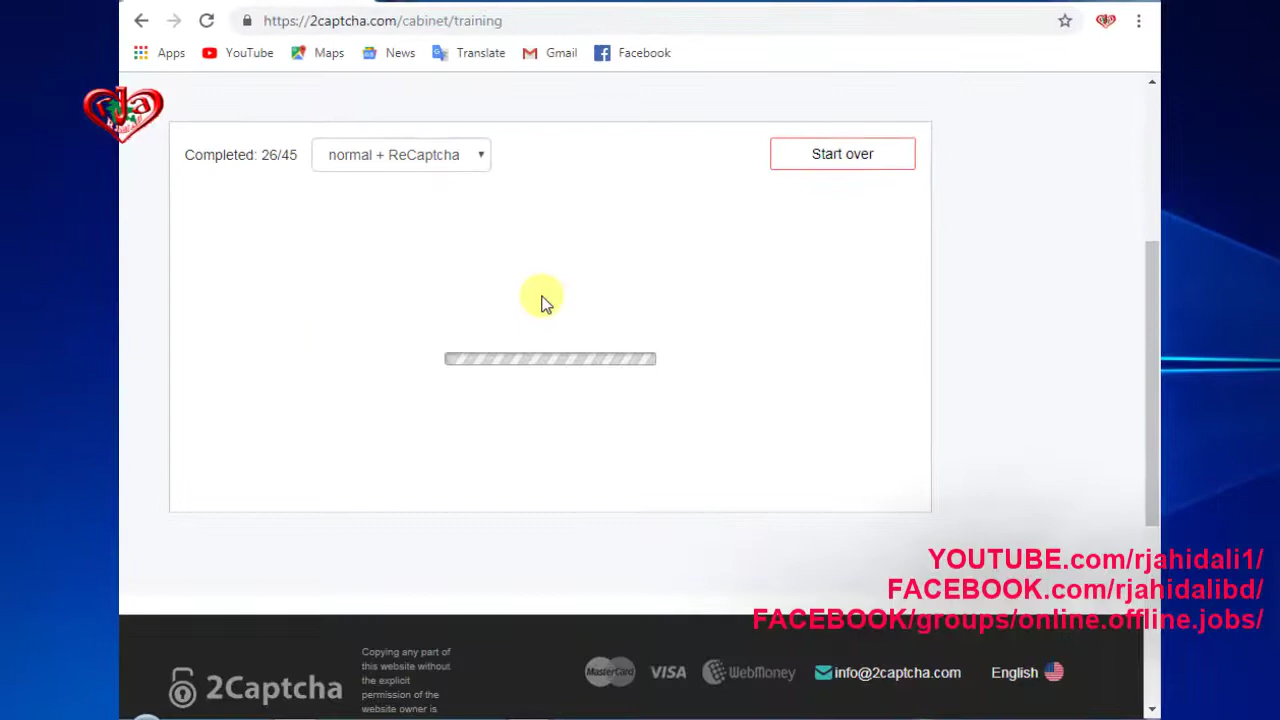 https://2captcha.com/cabinet/training
Apps YouTube Maps News Translate Gmail Facebook
rja
Completed: 26/45 normal + ReCaptcha Start over
YOUTUBE.com/rjahidali1/
FACEBOOK.com/rjahidalibd/
FACEBOOK/groups/online.offline.jobs/
2Captcha
Copying any part of
this website without
the explicit
permission of the
website owner is
MasterCard VISA WebMoney info@2captcha.com English